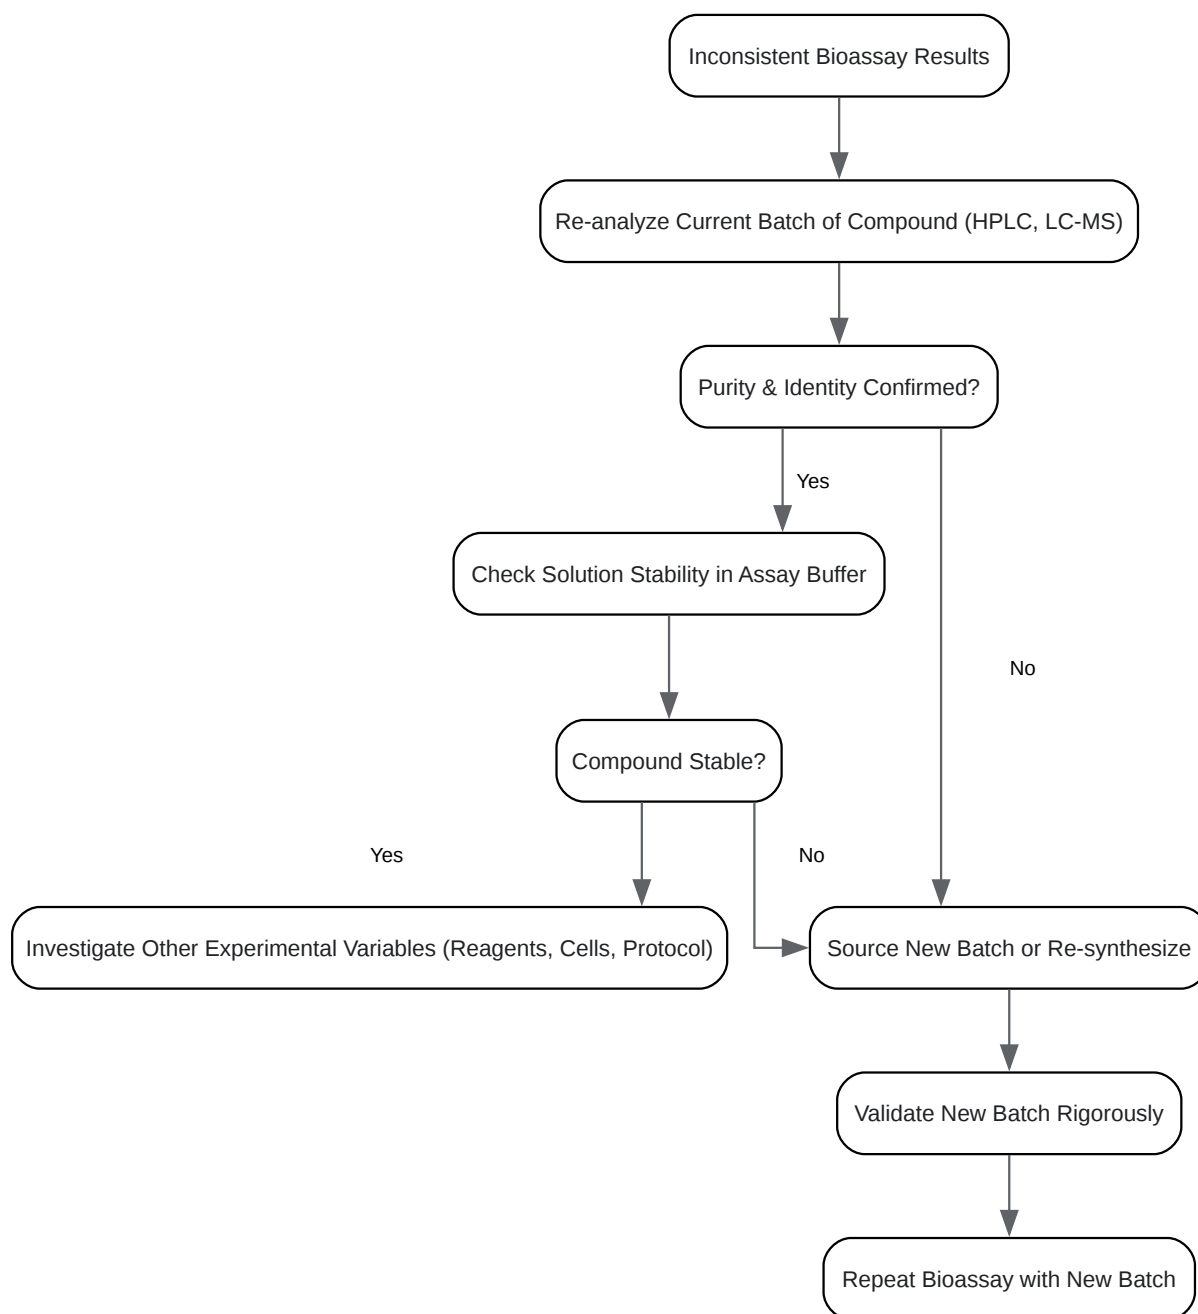 Inconsistent Bioassay Results
Re-analyze Current Batch of Compound (HPLC, LC-MS)
Purity & Identity Confirmed?
Yes
Check Solution Stability in Assay Buffer
No
Compound Stable?
Yes
No
Investigate Other Experimental Variables (Reagents, Cells, Protocol)
Source New Batch or Re-synthesize
Validate New Batch Rigorously
Repeat Bioassay with New Batch